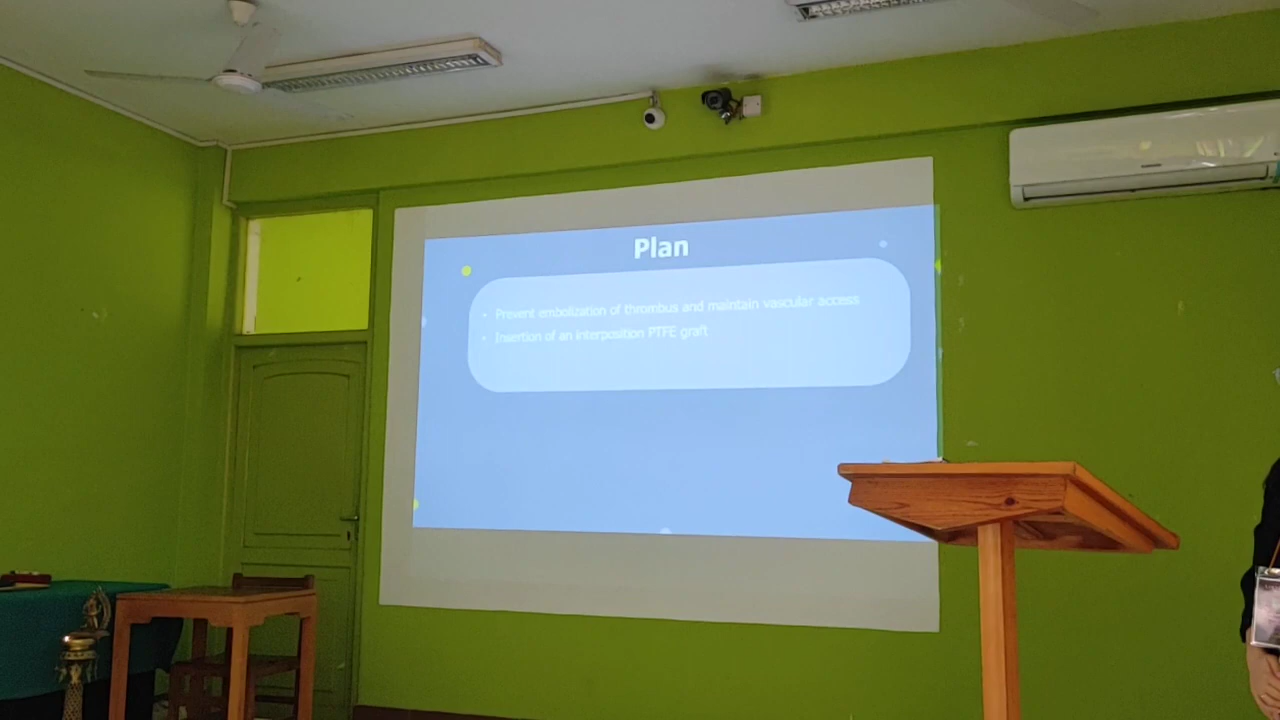 Plan
• Prevent embolization of thrombus and maintain vascular access
• Insertion of an interposition PTFE graft